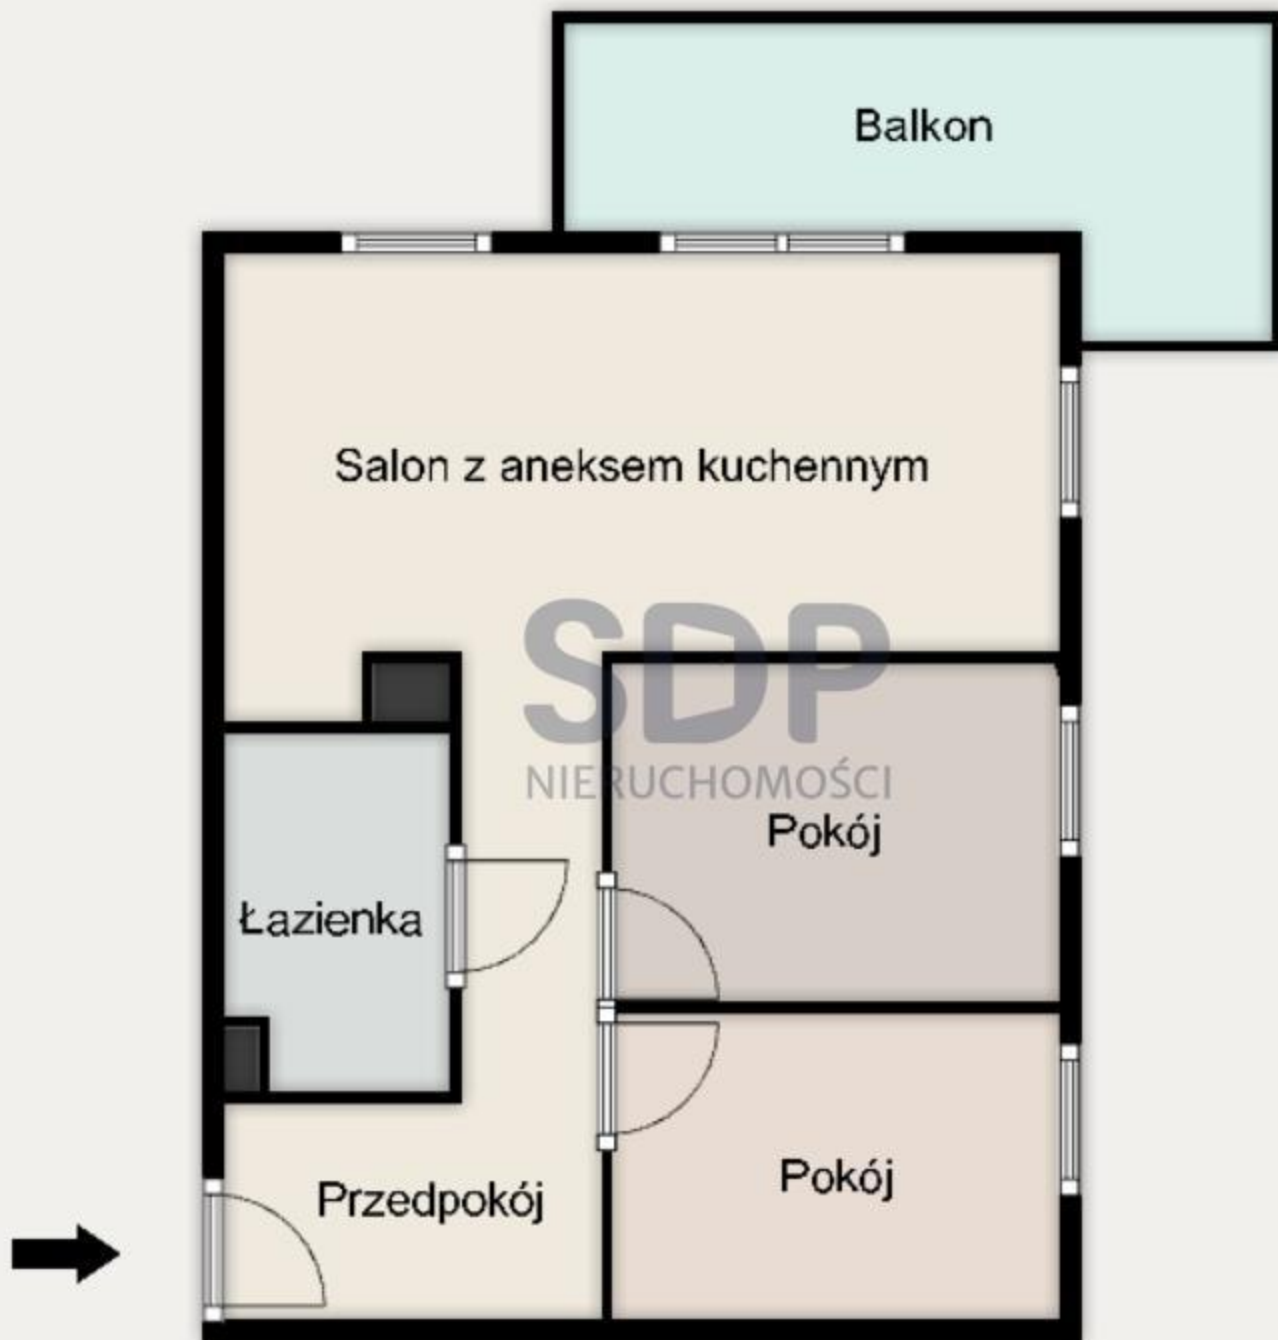 Balkon
Salon z aneksem kuchennym
SDP
NIERUCHOMOŚCI
Pokój
Łazienka
Pokój
Przedpokój